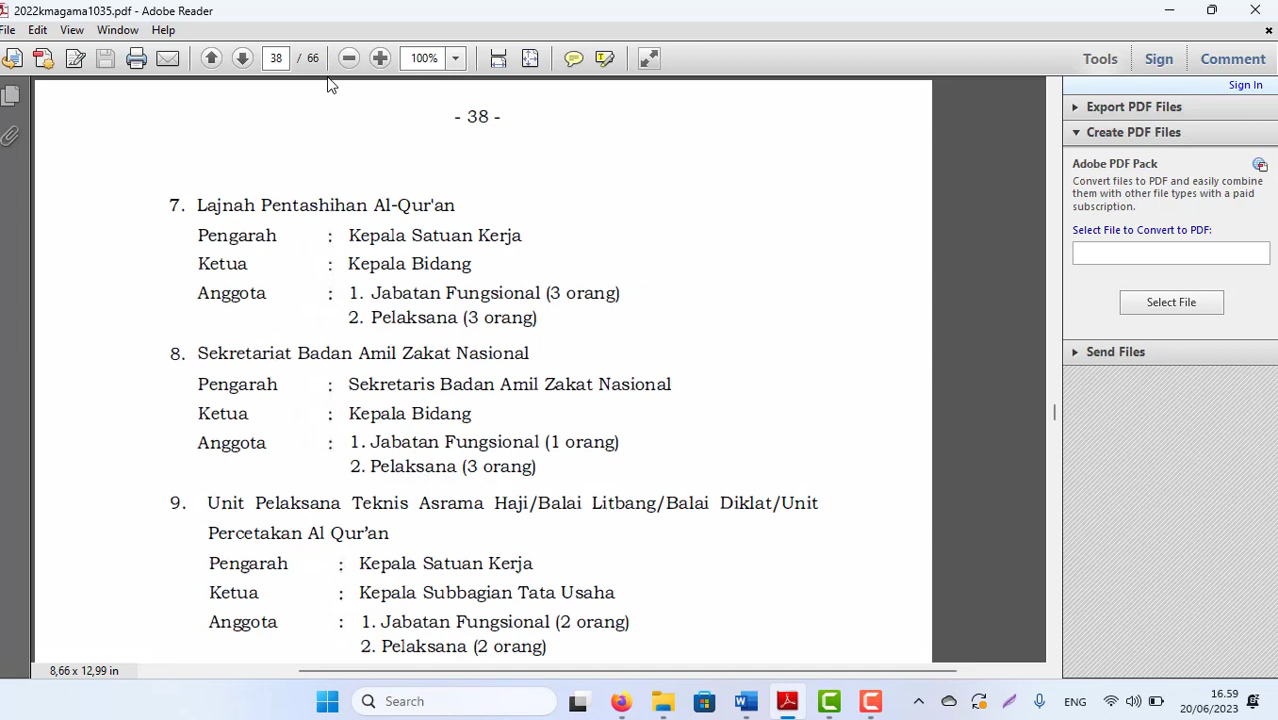 2022kmagama1035.pdf - Adobe Reader
File Edit View Window Help
38 / 66 100% Tools Sign Comment
Sign In
- 38 -
Export PDF Files
Create PDF Files
Adobe PDF Pack
Convert files to PDF and easily combine
them with other file types with a paid
subscription.
Select File to Convert to PDF:
Select File
Send Files
7. Lajnah Pentashihan Al-Qur'an
Pengarah : Kepala Satuan Kerja
Ketua : Kepala Bidang
Anggota : 1. Jabatan Fungsional (3 orang)
2. Pelaksana (3 orang)
8. Sekretariat Badan Amil Zakat Nasional
Pengarah : Sekretaris Badan Amil Zakat Nasional
Ketua : Kepala Bidang
Anggota : 1. Jabatan Fungsional (1 orang)
2. Pelaksana (3 orang)
9. Unit Pelaksana Teknis Asrama Haji/Balai Litbang/Balai Diklat/Unit
Percetakan Al Qur’an
Pengarah : Kepala Satuan Kerja
Ketua : Kepala Subbagian Tata Usaha
Anggota : 1. Jabatan Fungsional (2 orang)
2. Pelaksana (2 orang)
8,66 x 12,99 in
Search
ENG
16.59
20/06/2023